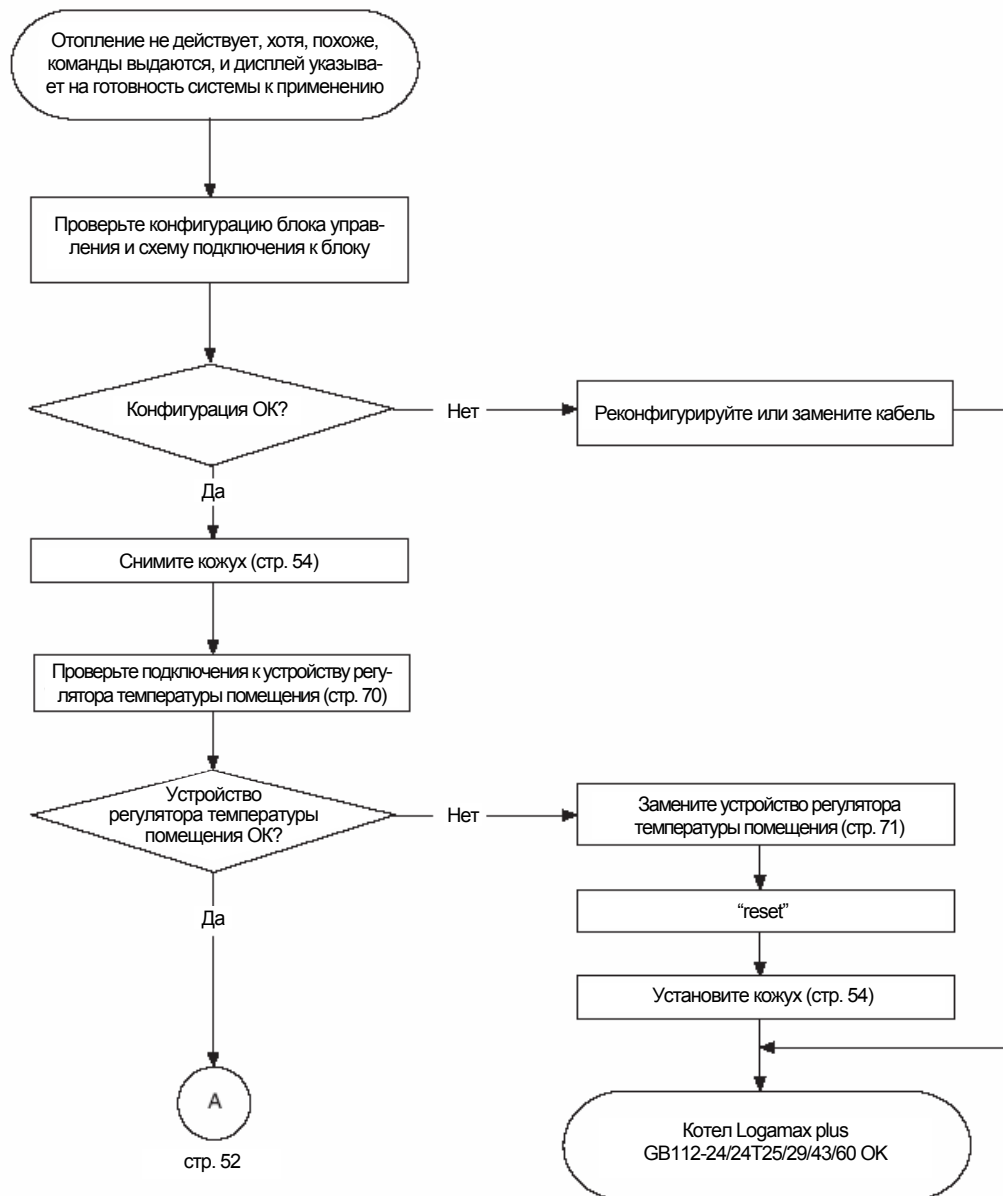 Отопление не действует, хотя, похоже,
команды выдаются, и дисплей указыва-
ет на готовность системы к применению
Проверьте конфигурацию блока управ-
ления и схему подключения к блоку
Конфигурация ОК?
Нет
Реконфигурируйте или замените кабель
Да
Снимите кожух (стр. 54)
Проверьте подключения к устройству регу-
лятора температуры помещения (стр. 70)
Устройство
регулятора температуры
помещения ОК?
Нет
Замените устройство регулятора
температуры помещения (стр. 71)
Да
“reset”
Установите кожух (стр. 54)
A
стр. 52
Котел Logamax plus
GB112-24/24T25/29/43/60 OK